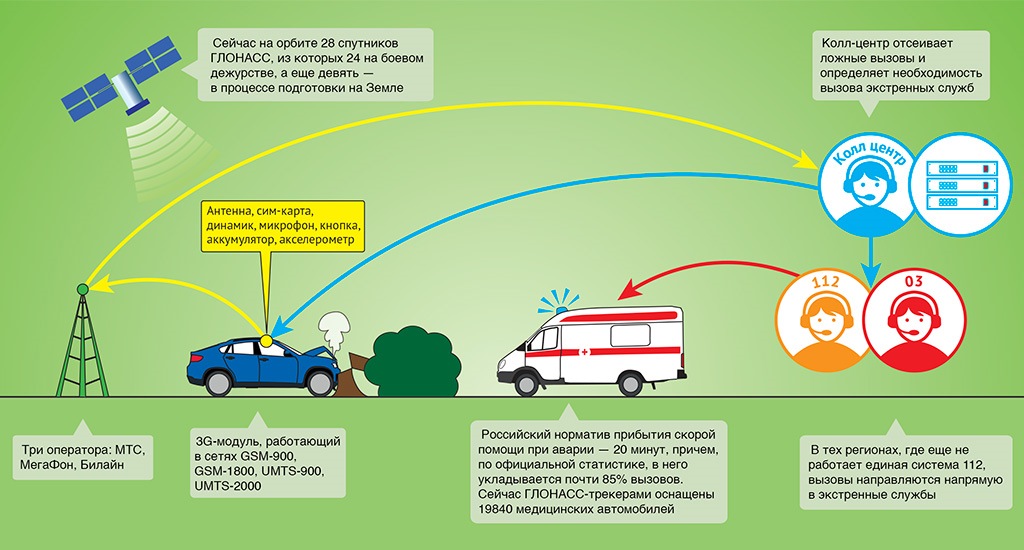 Сейчас на орбите 28 спутников
ГЛОНАСС, из которых 24 на боевом
дежурстве, а еще девять —
в процессе подготовки на Земле
Колл-центр отсеивает
ложные вызовы и
определяет необходимость
вызова экстренных служб
Колл центр
Антенна, сим-карта,
динамик, микрофон, кнопка,
аккумулятор, акселерометр
112
03
Три оператора: МТС,
МегаФон, Билайн
3G-модуль, работающий
в сетях GSM-900,
GSM-1800, UMTS-900,
UMTS-2000
Российский норматив прибытия скорой
помощи при аварии — 20 минут, причем,
по официальной статистике, в него
укладывается почти 85% вызовов.
Сейчас ГЛОНАСС-трекерами оснащены
19840 медицинских автомобилей
В тех регионах, где еще не
работает единая система 112,
вызовы направляются напрямую
в экстренные службы